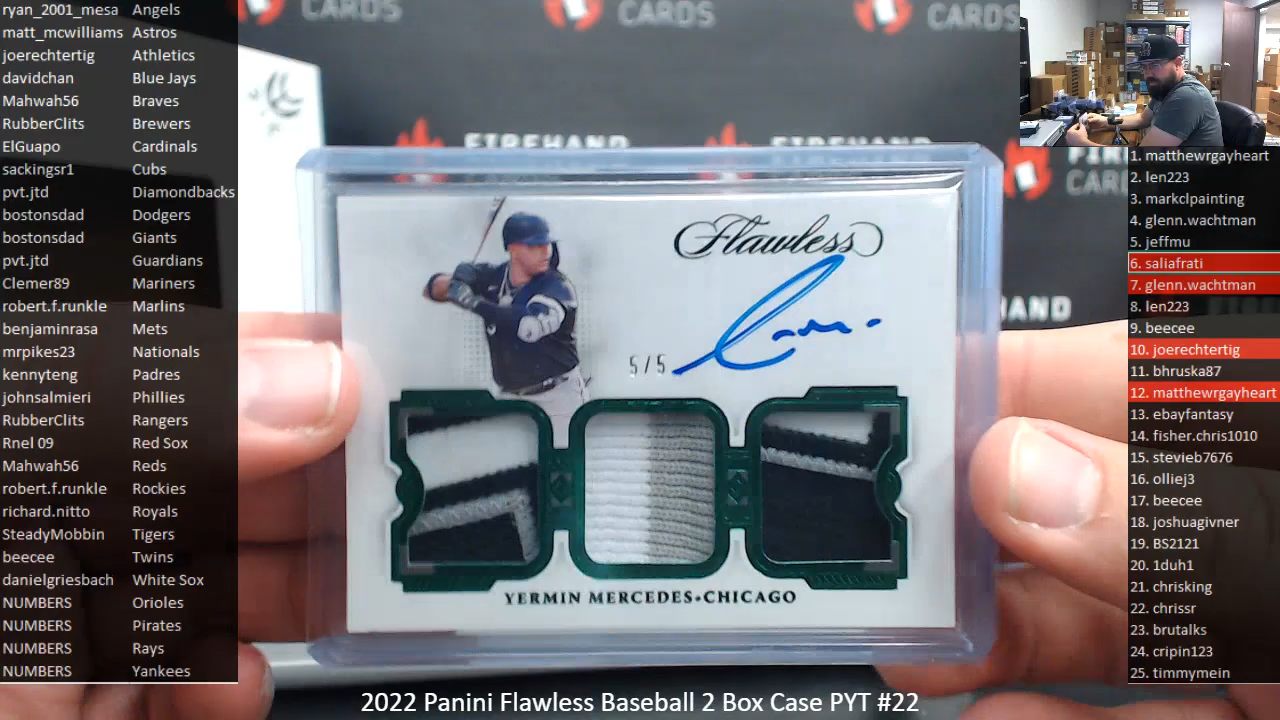 ryan_2001_mesa Angels
matt_mcwilliams Astros
joerechtertig Athletics
davidchan Blue Jays
Mahwah56 Braves
RubberClits Brewers
ElGuapo Cardinals
sackingsr1 Cubs
pvt.jtd Diamondbacks
bostonsdad Dodgers
bostonsdad Giants
pvt.jtd Guardians
Clemer89 Mariners
robert.f.runkle Marlins
benjaminrasa Mets
mrpikes23 Nationals
kennyteng Padres
johnsalmieri Phillies
RubberClits Rangers
Rnel 09 Red Sox
Mahwah56 Reds
robert.f.runkle Rockies
richard.nitto Royals
SteadyMobbin Tigers
beecee Twins
danielgriesbach White Sox
NUMBERS Orioles
NUMBERS Pirates
NUMBERS Rays
NUMBERS Yankees
CARDS
CARDS
CARDS
FIREHAND
FIREHAND
FIR
CARD
HAND
Flawless
5/5
YERMIN MERCEDES•CHICAGO
1. matthewrgayheart
2. len223
3. markclpainting
4. glenn.wachtman
5. jeffmu
6. saliafrati
7. glenn.wachtman
8. len223
9. beecee
10. joerechtertig
11. bhruska87
12. matthewrgayheart
13. ebayfantasy
14. fisher.chris1010
15. stevieb7676
16. olliej3
17. beecee
18. joshuagivner
19. BS2121
20. 1duh1
21. chrisking
22. chrissr
23. brutalks
24. cripin123
25. timmymein
2022 Panini Flawless Baseball 2 Box Case PYT #22